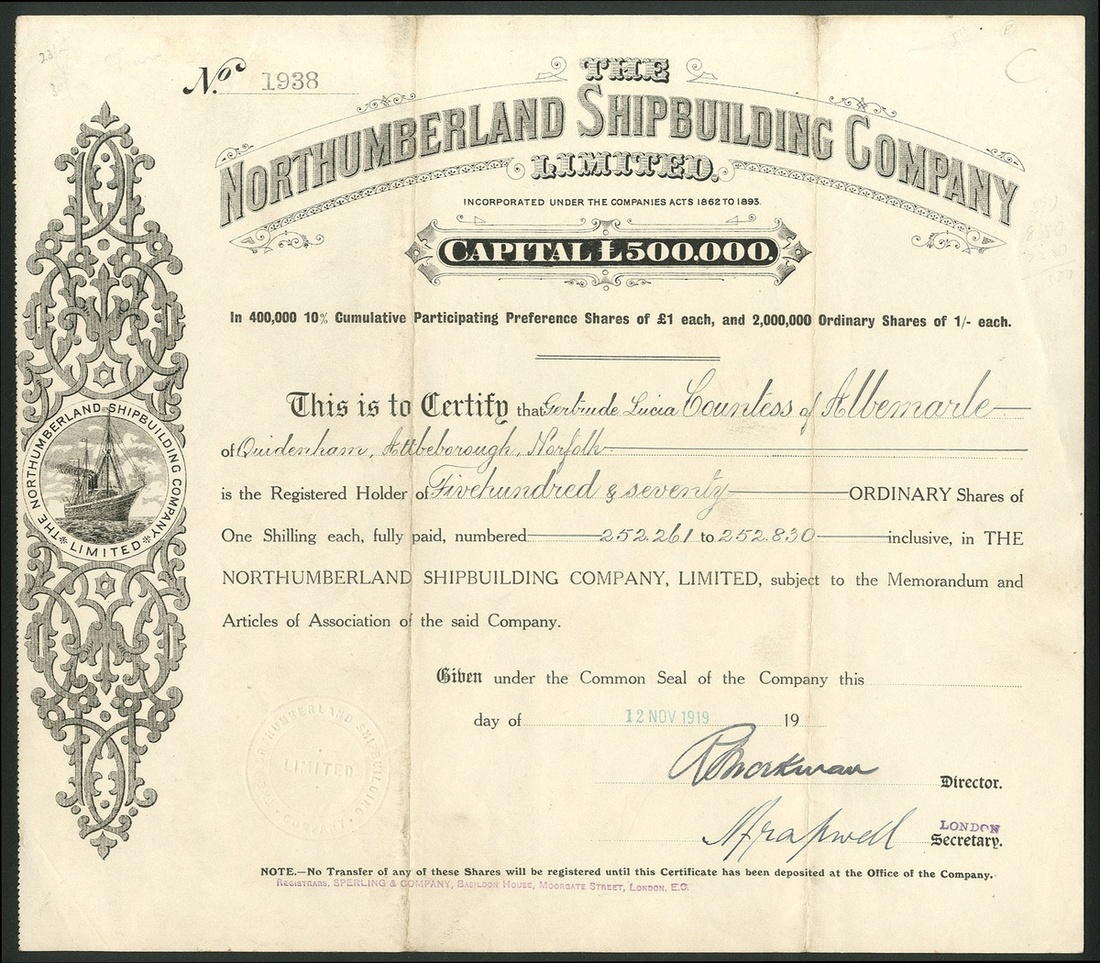 No. 1938
THE
NORTHUMBERLAND SHIPBUILDING COMPANY
LIMITED.
INCORPORATED UNDER THE COMPANIES ACTS 1862 TO 1893.
CAPITAL £500.000.
In 400,000 10% Cumulative Participating Preference Shares of £1 each, and 2,000,000 Ordinary Shares of 1/- each.
This is to Certify that Gertrude Lucia Countess of Albemarle
of Quidenham, Attleborough, Norfolk
is the Registered Holder of Fivehundred & seventy ORDINARY Shares of
One Shilling each, fully paid, numbered 252.261 to 252.830 inclusive, in THE
NORTHUMBERLAND SHIPBUILDING COMPANY, LIMITED, subject to the Memorandum and
Articles of Association of the said Company.
Given under the Common Seal of the Company this
day of 12 NOV 1919 19
Director.
LONDON
Secretary.
NOTE.—No Transfer of any of these Shares will be registered until this Certificate has been deposited at the Office of the Company.
REGISTRARS, SPERLING & COMPANY, BASILDON HOUSE, MOORGATE STREET, LONDON, E.C.
THE NORTHUMBERLAND SHIPBUILDING COMPANY
LIMITED
NORTHUMBERLAND SHIPBUILDING
LIMITED
COMPANY